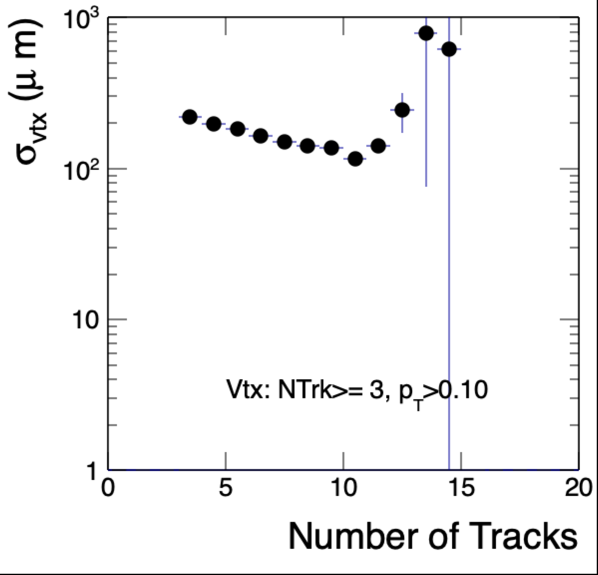 σvtx (μ m)
10³
10²
10
1
Vtx: NTrk>= 3, pT>0.10
0 5 10 15 20
Number of Tracks